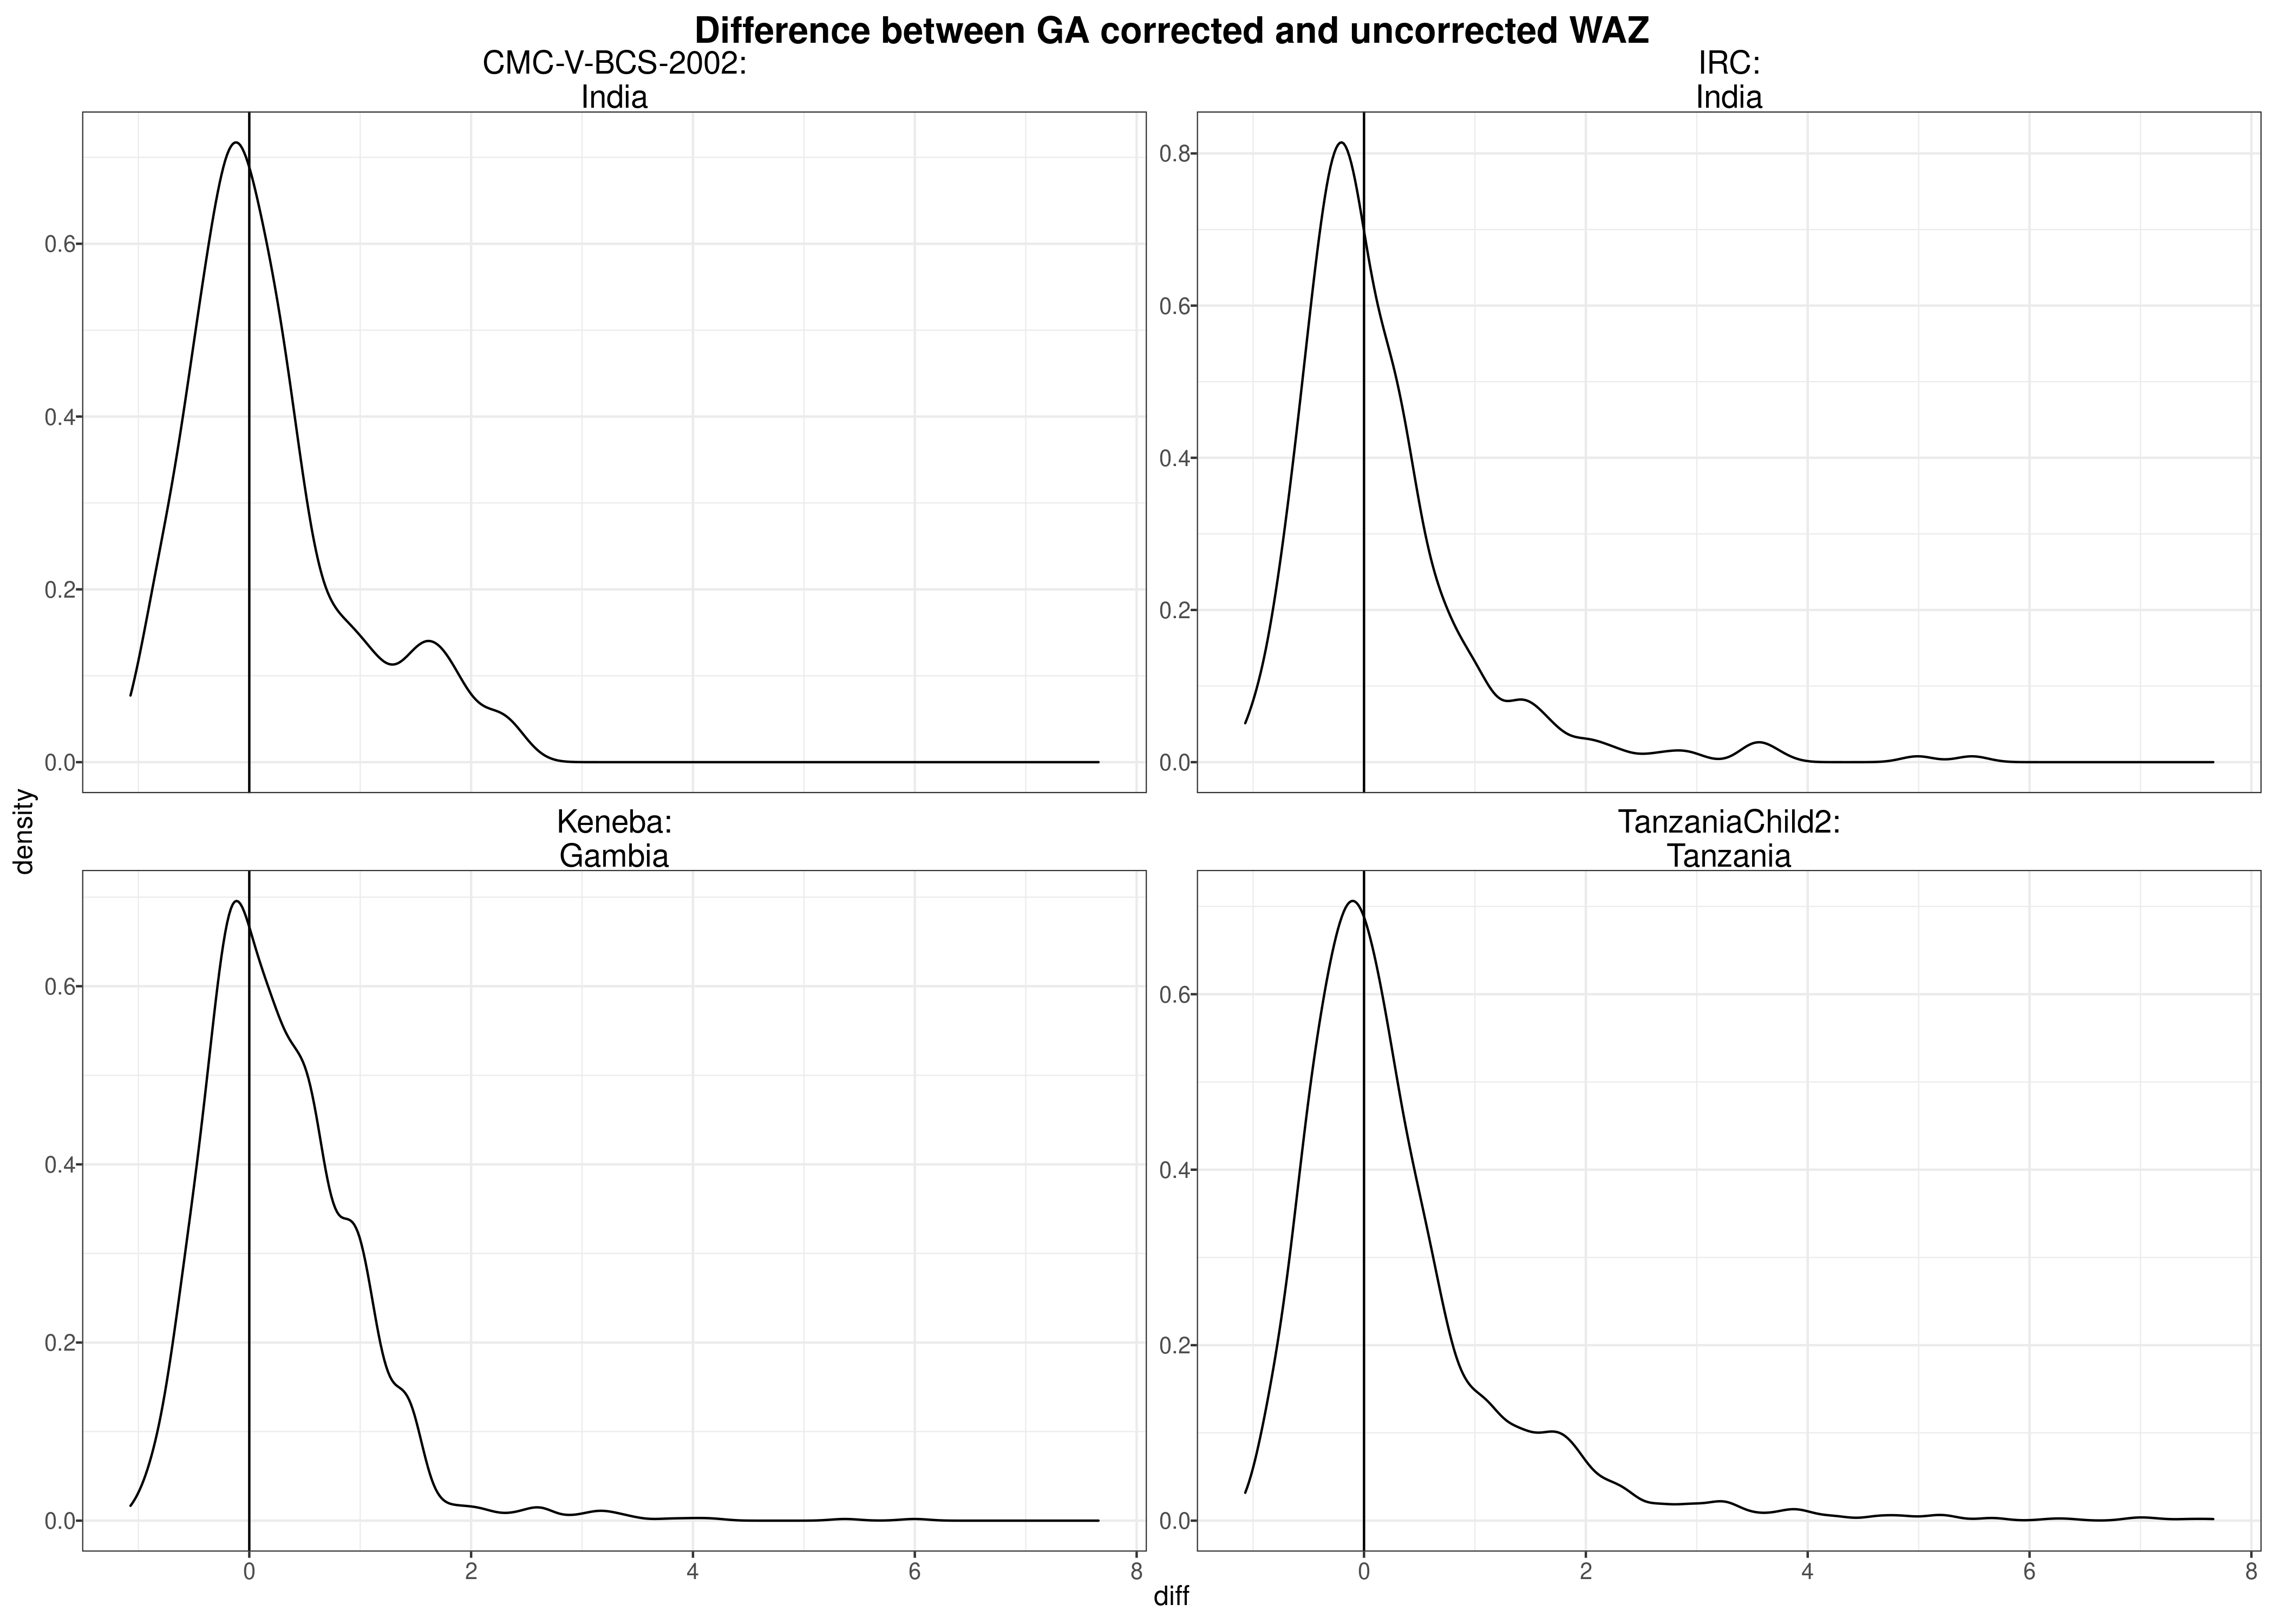 Difference between GA corrected and uncorrected WAZ
CMC-V-BCS-2002:
India
IRC:
India
0.6
0.4
0.2
0.0
0.8
0.6
0.4
0.2
0.0
density
Keneba:
Gambia
TanzaniaChild2:
Tanzania
0.6
0.4
0.2
0.0
0.6
0.4
0.2
0.0
0 2 4 6 8
0 2 4 6 8
diff